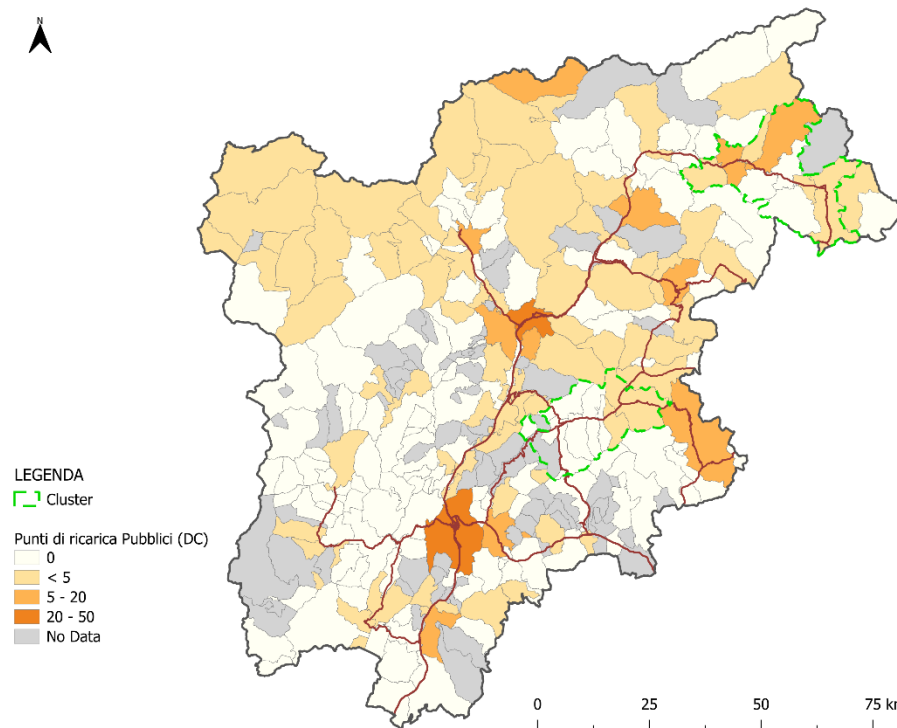 N
LEGENDA
Cluster
Punti di ricarica Pubblici (DC)
0
< 5
5 - 20
20 - 50
No Data
0 25 50 75 km